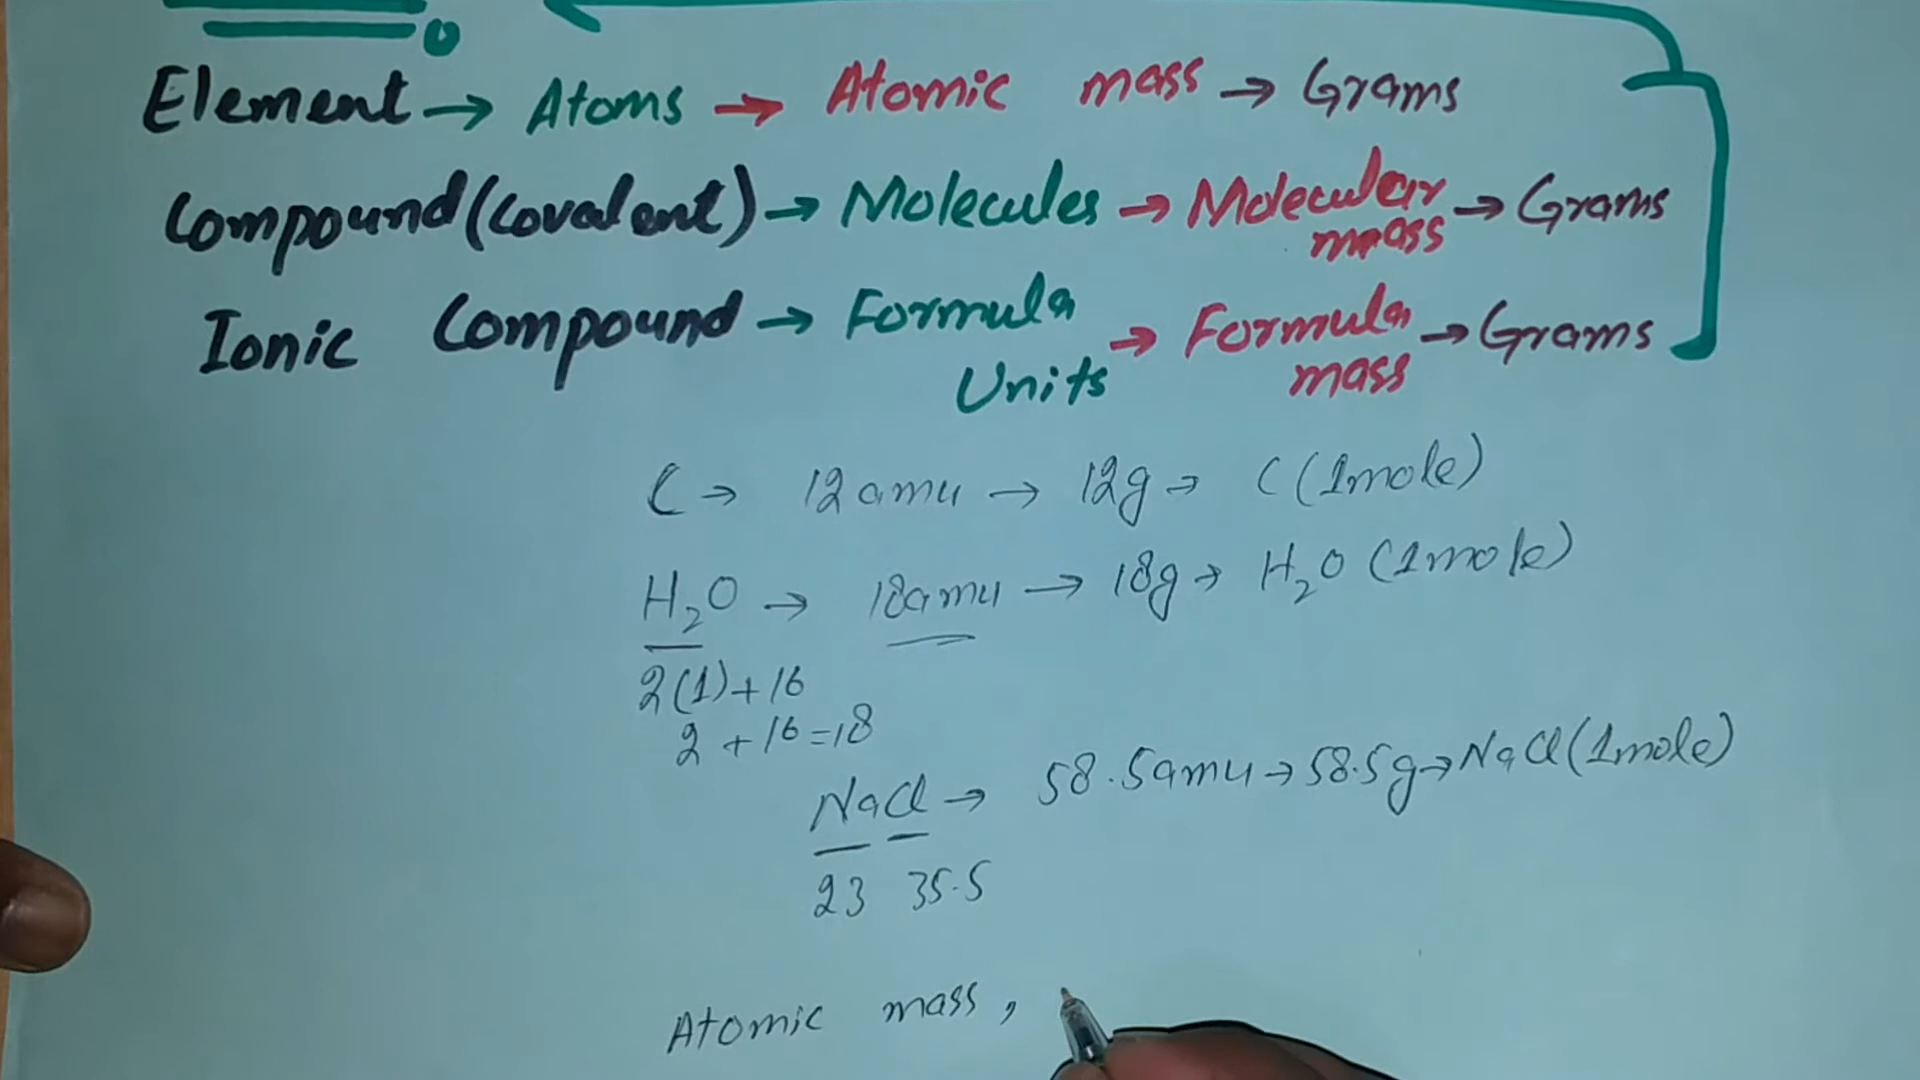 Element → Atoms → Atomic mass → Grams
Compound (Covalent) → Molecules → Molecular mass → Grams
Ionic Compound → Formula Units → Formula mass → Grams
C → 12 amu → 12g → C (1mole)
H₂O → 18amu → 18g → H₂O (1mole)
2(1)+16
2 + 16 = 18
NaCl → 58.5amu → 58.5g → NaCl (1mole)
23 35.5
Atomic mass,